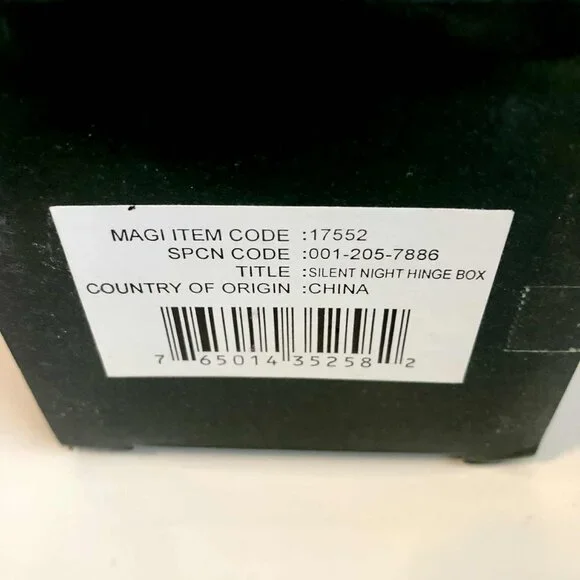 MAGI ITEM CODE :17552
SPCN CODE :001-205-7886
TITLE :SILENT NIGHT HINGE BOX
COUNTRY OF ORIGIN :CHINA
7 65014 35258 2